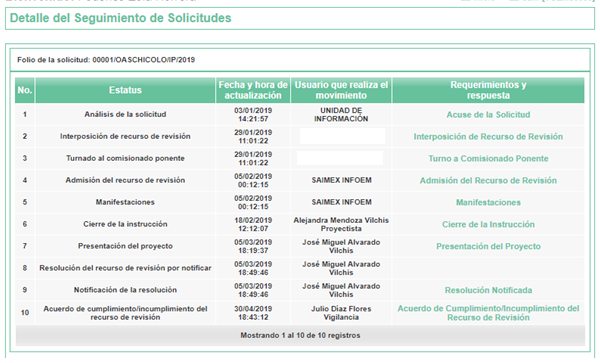 Detalle del Seguimiento de Solicitudes
Folio de la solicitud: 00001/OASCHICOLO/IP/2019
No. Estatus Fecha y hora de actualización Usuario que realiza el movimiento Requerimientos y respuesta
1 Análisis de la solicitud 03/01/2019 14:21:57 UNIDAD DE INFORMACIÓN Acuse de la Solicitud
2 Interposición de recurso de revisión 29/01/2019 11:01:22 Interposición de Recurso de Revisión
3 Turnado al comisionado ponente 29/01/2019 11:01:22 Turno a Comisionado Ponente
4 Admisión del recurso de revisión 05/02/2019 00:12:15 SAIMEX INFOEM Admisión del Recurso de Revisión
5 Manifestaciones 05/02/2019 00:12:15 SAIMEX INFOEM Manifestaciones
6 Cierre de la instrucción 18/02/2019 12:12:07 Alejandra Mendoza Vilchis Proyectista Cierre de la Instrucción
7 Presentación del proyecto 05/03/2019 18:19:37 José Miguel Alvarado Vilchis Presentación del Proyecto
8 Resolución del recurso de revisión por notificar 05/03/2019 18:49:46 José Miguel Alvarado Vilchis
9 Notificación de la resolución 05/03/2019 18:49:46 José Miguel Alvarado Vilchis Resolución Notificada
10 Acuerdo de cumplimiento/incumplimiento del recurso de revisión 30/04/2019 18:43:12 Julio Díaz Flores Vigilancia Acuerdo de Cumplimiento/Incumplimiento del Recurso de Revisión
Mostrando 1 al 10 de 10 registros